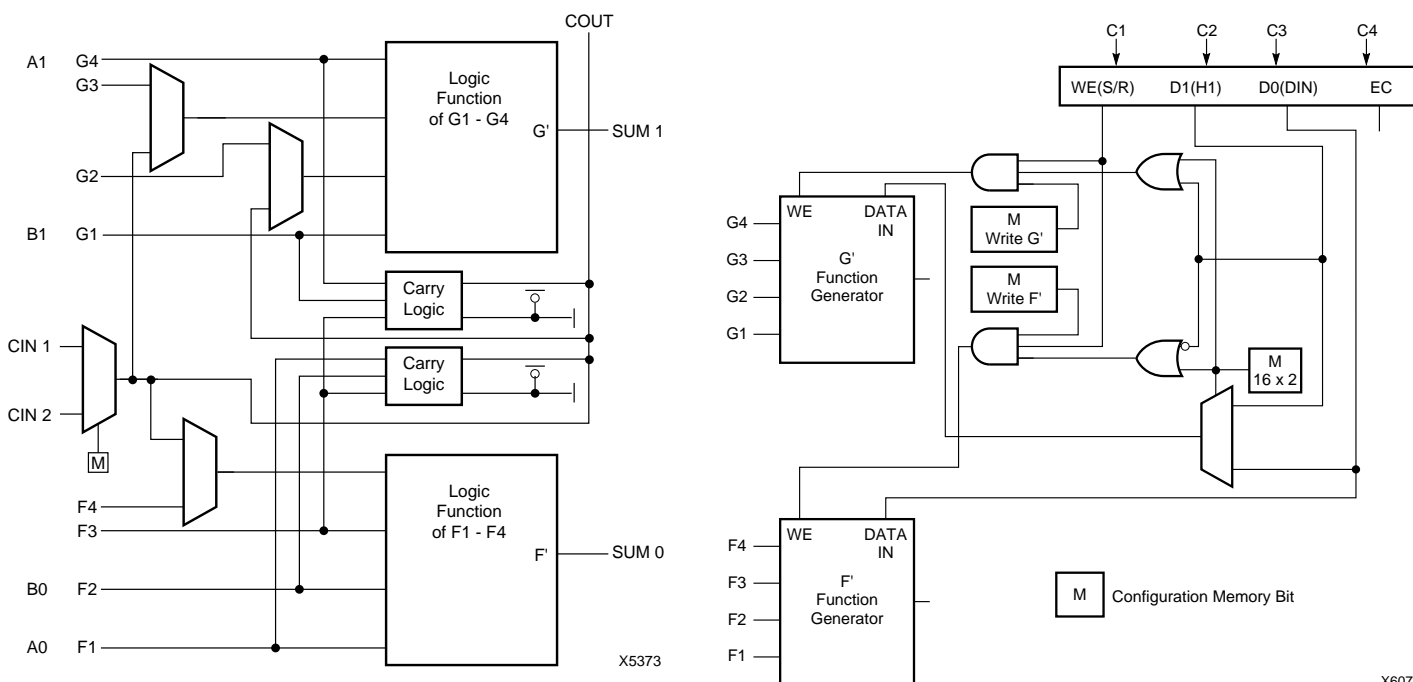 COUT
A1 G4
G3
Logic
Function
of G1 - G4
G' SUM 1
G2
B1 G1
Carry
Logic
CIN 1
Carry
Logic
CIN 2
M
F4
F3
Logic
Function
of F1 - F4
F' SUM 0
B0 F2
A0 F1
X5373
C1 C2 C3 C4
WE(S/R) D1(H1) D0(DIN) EC
WE DATA
IN
G4
G3
G2
G1
G'
Function
Generator
M
Write G'
M
Write F'
M
16 x 2
WE DATA
IN
F4
F3
F2
F1
F'
Function
Generator
M Configuration Memory Bit